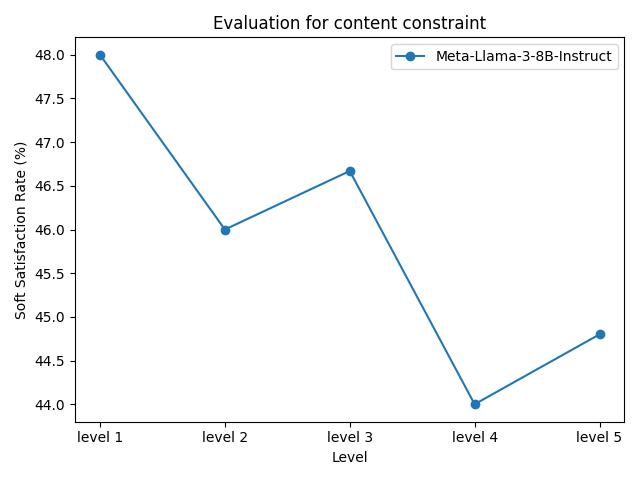 Evaluation for content constraint
Meta-Llama-3-8B-Instruct
Soft Satisfaction Rate (%)
48.0
47.5
47.0
46.5
46.0
45.5
45.0
44.5
44.0
level 1 level 2 level 3 level 4 level 5
Level